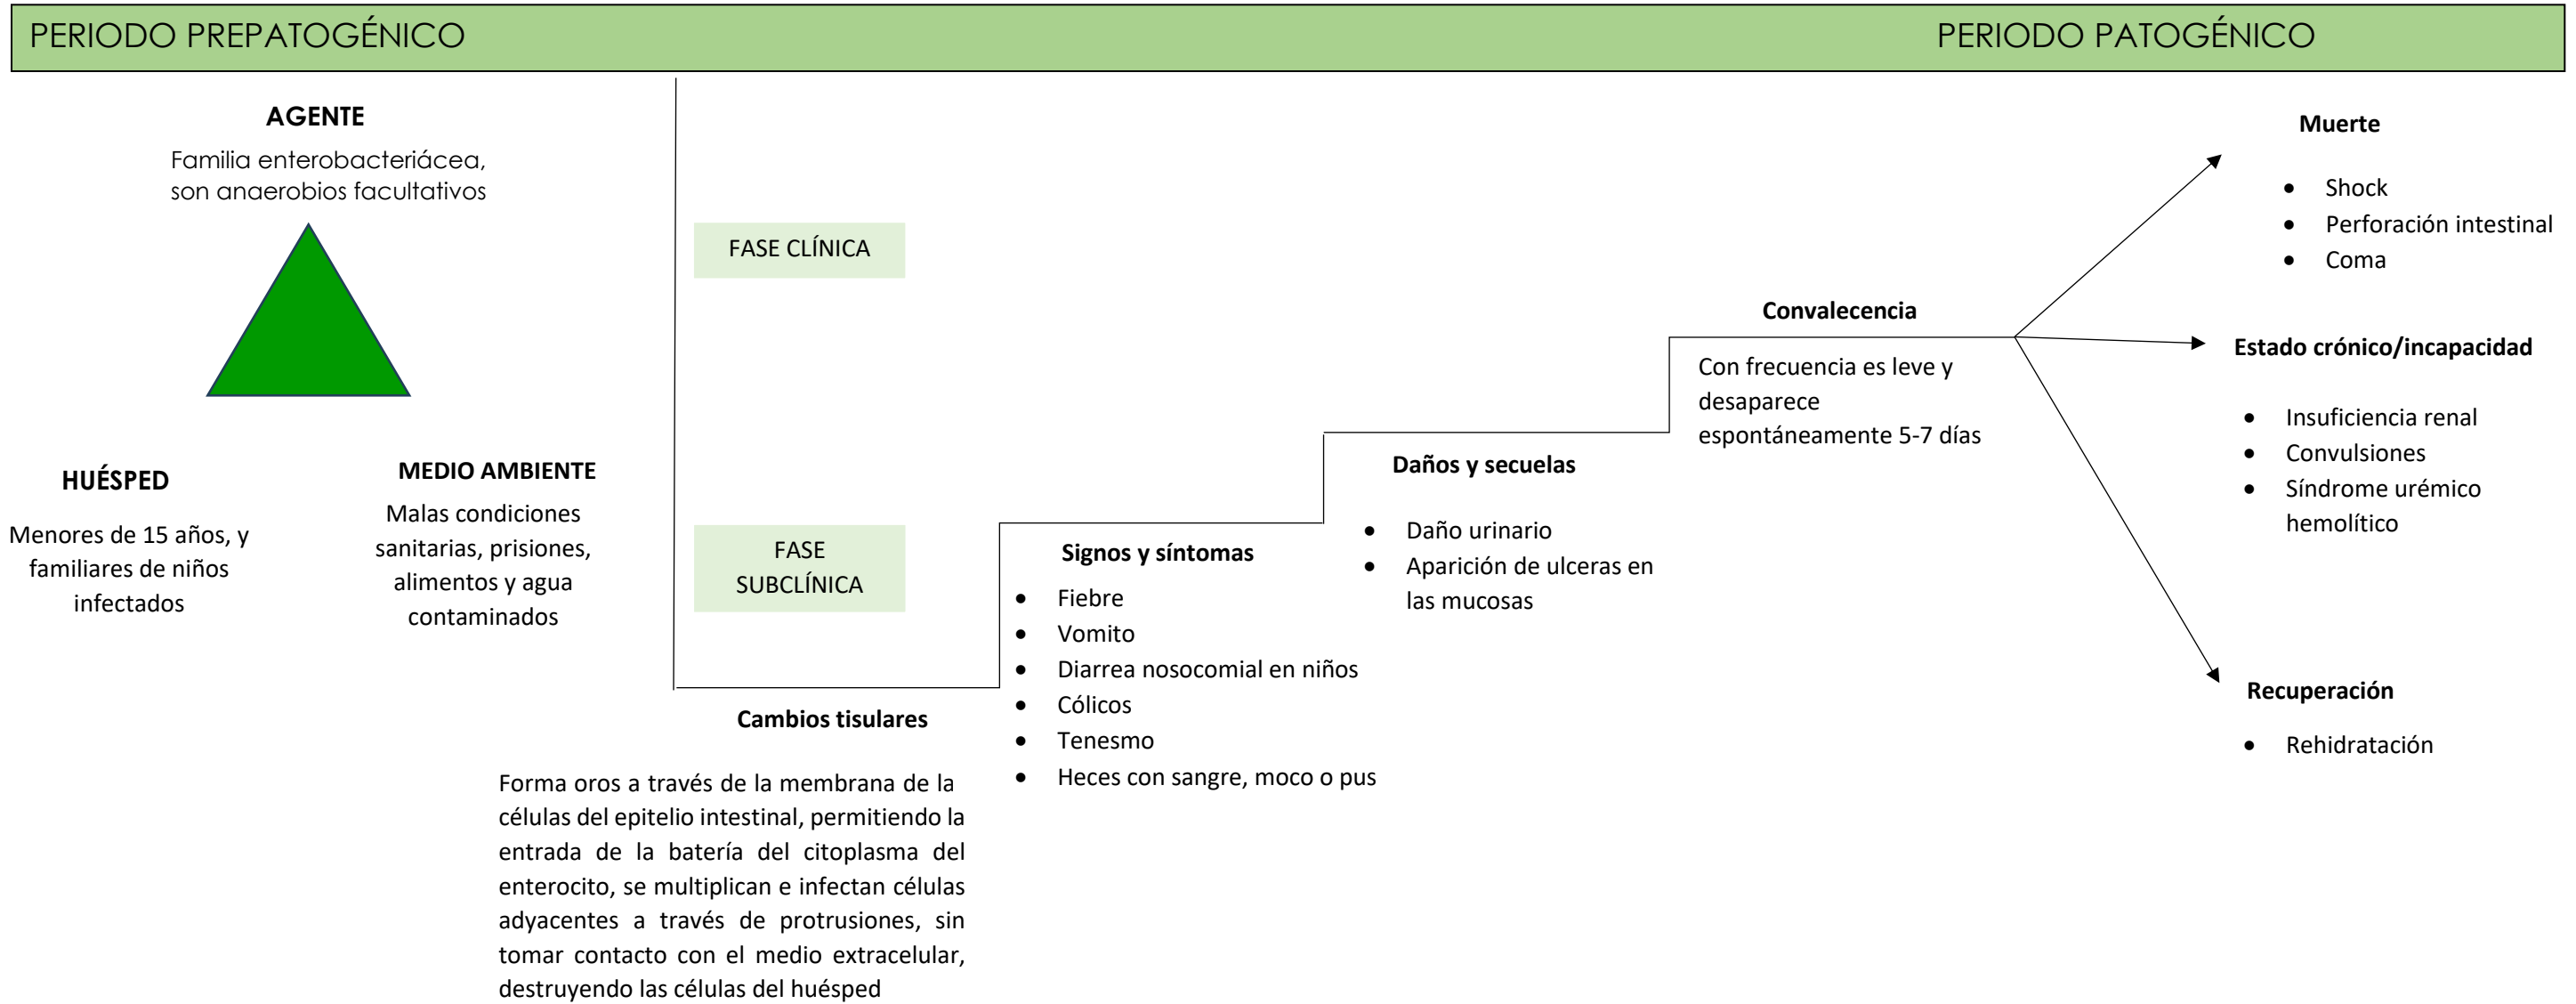 PERIODO PREPATOGÉNICO
PERIODO PATOGÉNICO
AGENTE
Familia enterobacteriácea,
son anaerobios facultativos
HUÉSPED
Menores de 15 años, y
familiares de niños
infectados
MEDIO AMBIENTE
Malas condiciones
sanitarias, prisiones,
alimentos y agua
contaminados
FASE CLÍNICA
FASE
SUBCLÍNICA
Cambios tisulares
Forma oros a través de la membrana de la
células del epitelio intestinal, permitiendo la
entrada de la batería del citoplasma del
enterocito, se multiplican e infectan células
adyacentes a través de protrusiones, sin
tomar contacto con el medio extracelular,
destruyendo las células del huésped
Signos y síntomas
• Fiebre
• Vomito
• Diarrea nosocomial en niños
• Cólicos
• Tenesmo
• Heces con sangre, moco o pus
Daños y secuelas
• Daño urinario
• Aparición de ulceras en
las mucosas
Convalecencia
Con frecuencia es leve y
desaparece
espontáneamente 5-7 días
Muerte
• Shock
• Perforación intestinal
• Coma
Estado crónico/incapacidad
• Insuficiencia renal
• Convulsiones
• Síndrome urémico
hemolítico
Recuperación
• Rehidratación